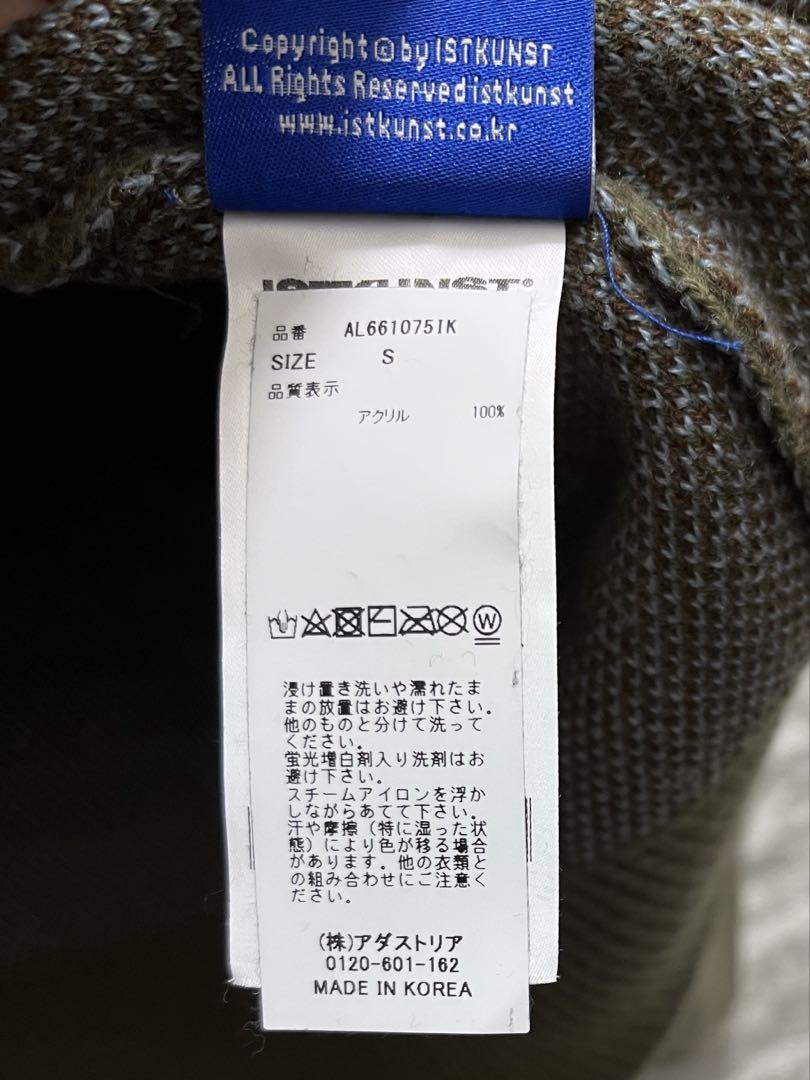 Copyright © by ISTKUNST
ALL Rights Reservedistkunst
www.istkunst.co.kr
品番 AL661075IK
SIZE S
品質表示
アクリル 100%
W
浸け置き洗いや濡れたま
まの放置はお避け下さい。
他のものと分けて洗って
ください。
蛍光増白剤入り洗剤はお
避け下さい。
スチームアイロンを浮か
しながらあてて下さい。
汗や摩擦（特に湿った状
態）により色が移る場合
があります。他の衣類と
の組み合わせにご注意く
ださい。
(株)アダストリア
0120-601-162
MADE IN KOREA